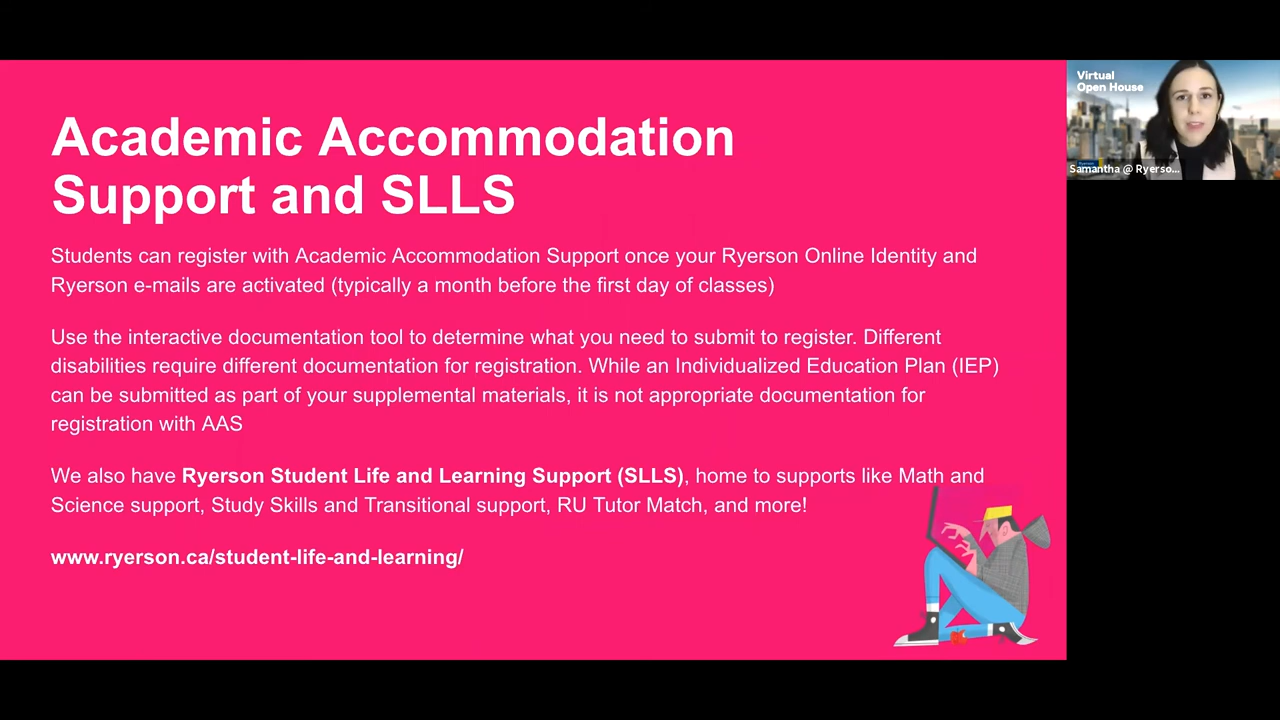 Academic Accommodation
Support and SLLS
Students can register with Academic Accommodation Support once your Ryerson Online Identity and
Ryerson e-mails are activated (typically a month before the first day of classes)
Use the interactive documentation tool to determine what you need to submit to register. Different
disabilities require different documentation for registration. While an Individualized Education Plan (IEP)
can be submitted as part of your supplemental materials, it is not appropriate documentation for
registration with AAS
We also have Ryerson Student Life and Learning Support (SLLS), home to supports like Math and
Science support, Study Skills and Transitional support, RU Tutor Match, and more!
www.ryerson.ca/student-life-and-learning/
Virtual
Open House
Samantha @ Ryerso...